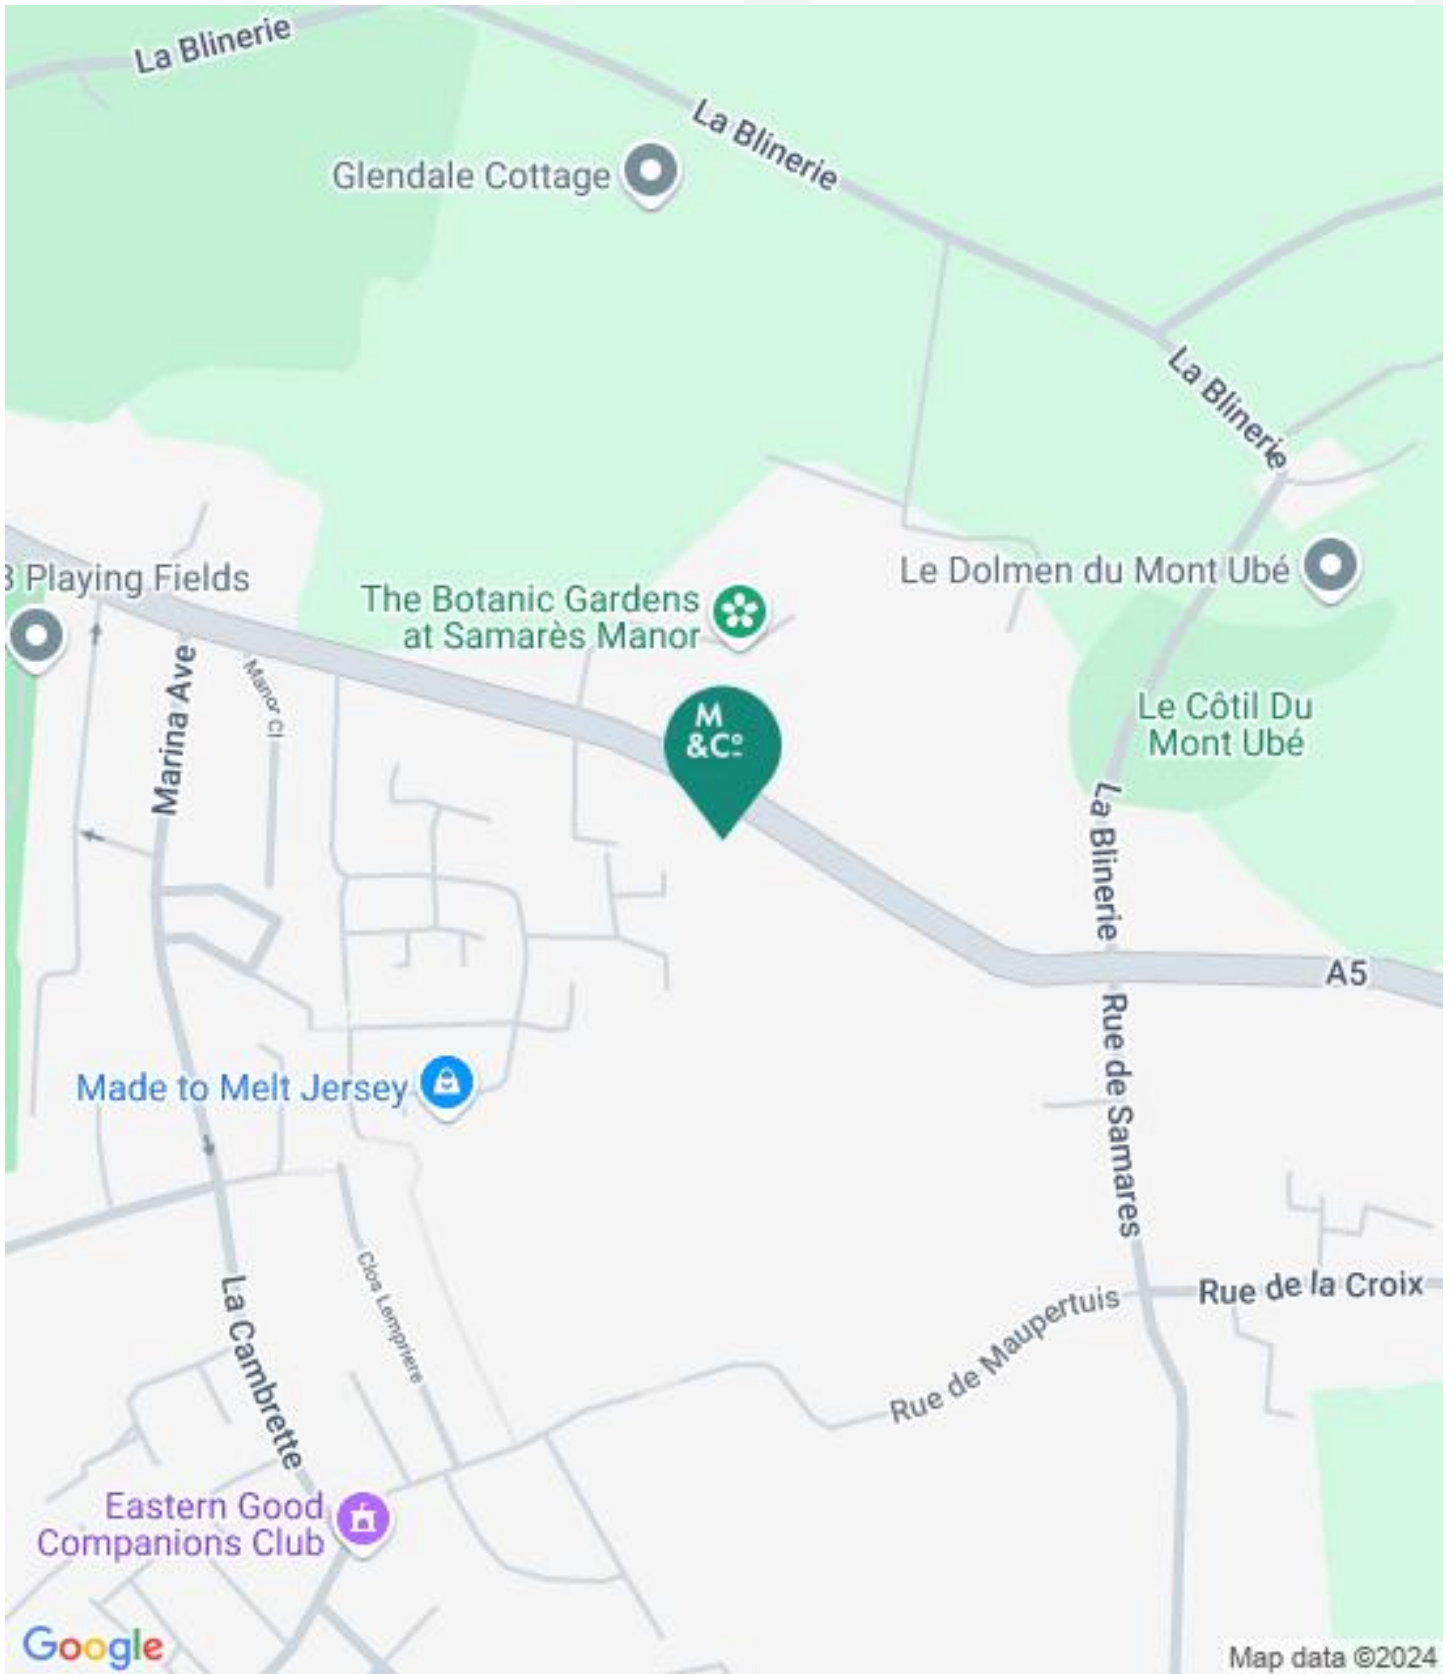 La Blinerie
La Blinerie
Glendale Cottage
La Blinerie
3 Playing Fields
The Botanic Gardens
at Samarès Manor
Le Dolmen du Mont Ubé
Marina Ave
Manor Cl
M
&Cº
Le Côtil Du
Mont Ubé
La Blinerie
A5
Rue de Samares
Made to Melt Jersey
La Cambrette
Clos Lempriere
Rue de Maupertuis
Rue de la Croix
Eastern Good
Companions Club
Google
Map data ©2024